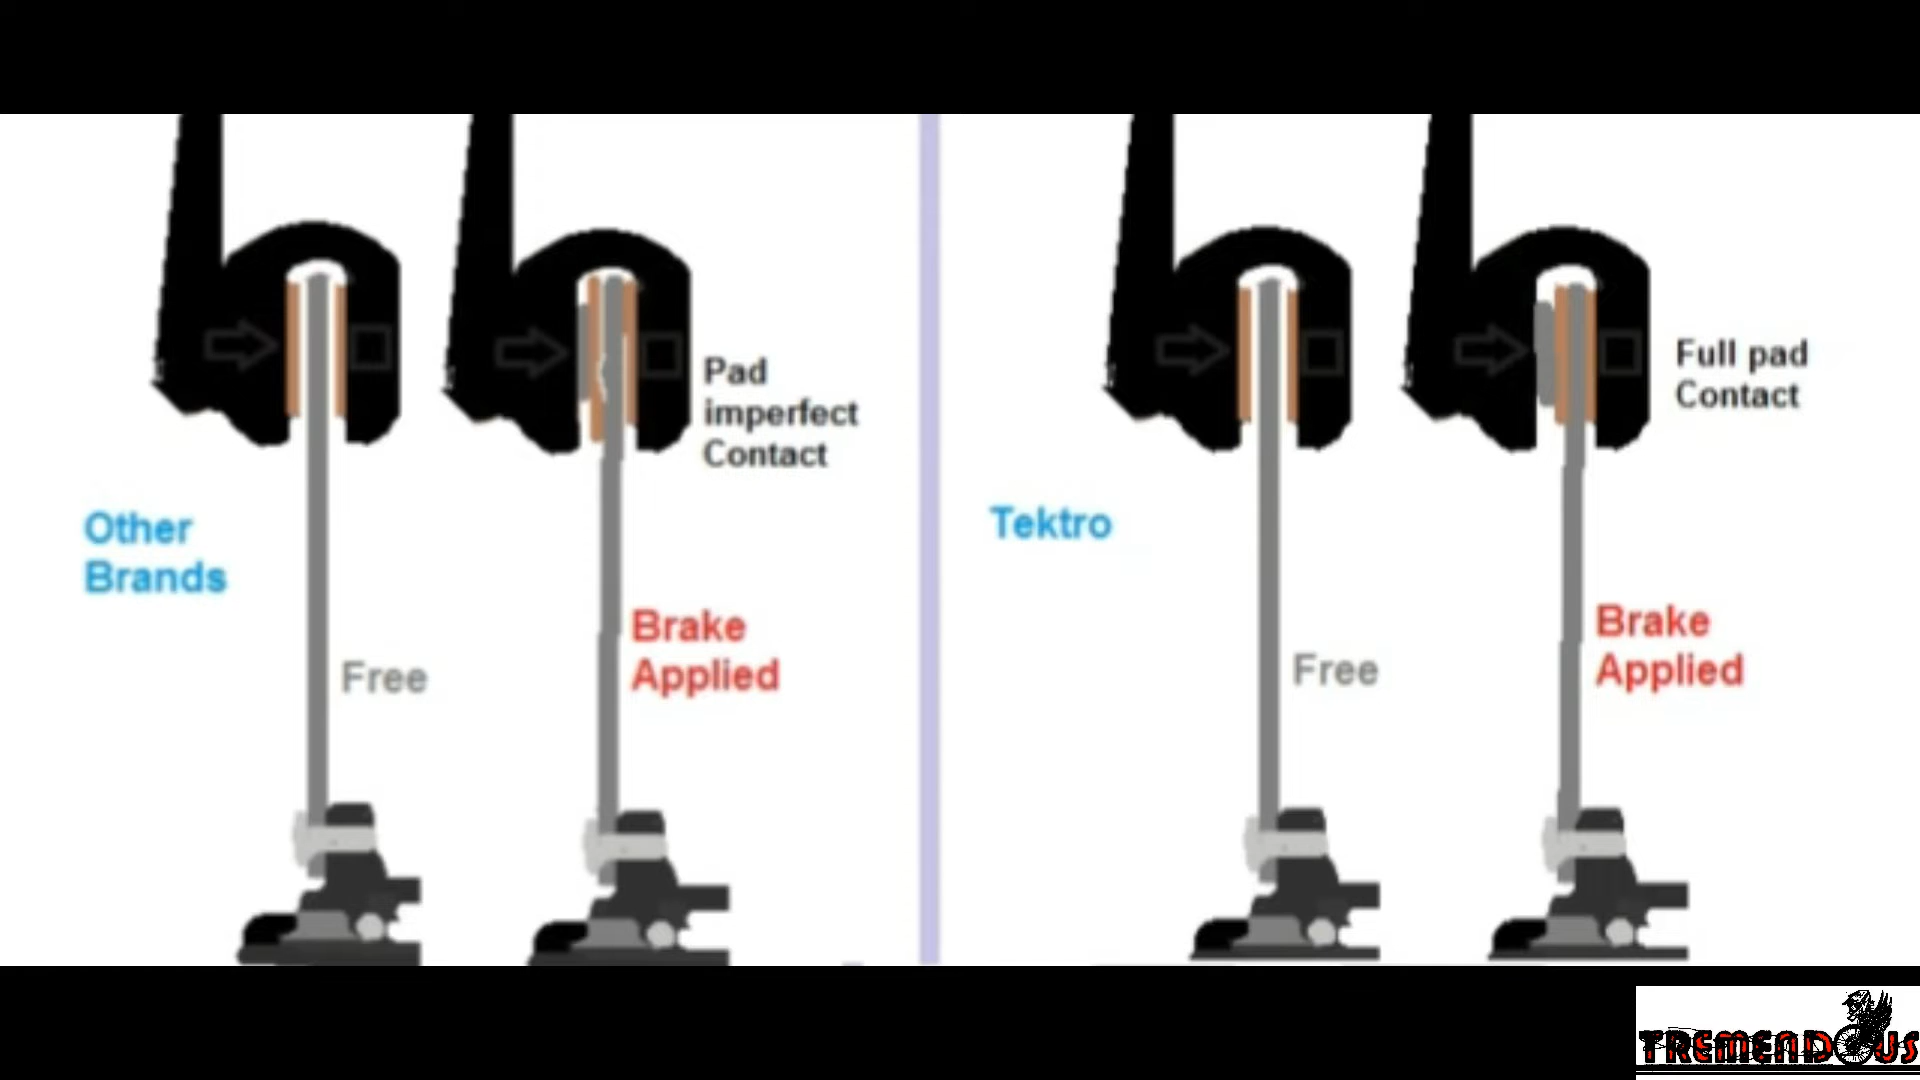 Pad
imperfect
Contact
Other
Brands
Free
Brake
Applied
Full pad
Contact
Tektro
Free
Brake
Applied
TREMENDOUS